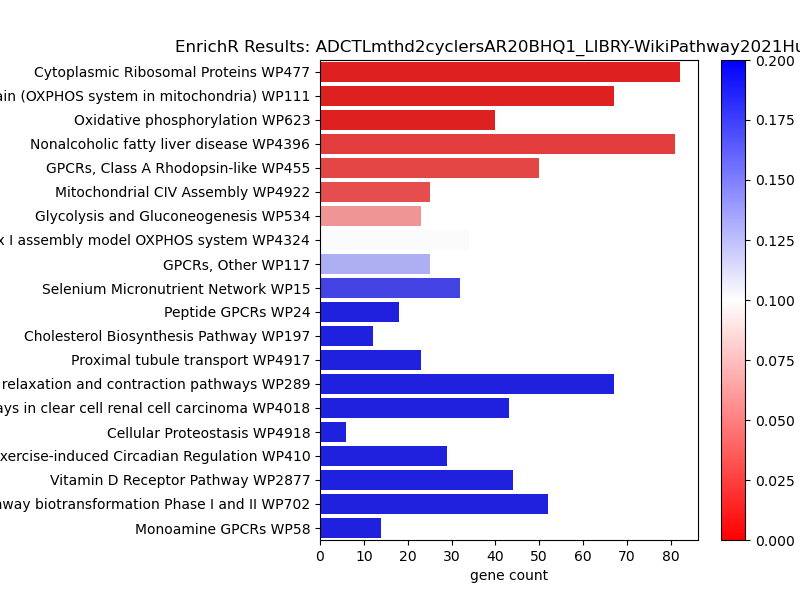 EnrichR Results: ADCTLmthd2cyclersAR20BHQ1_LIBRY-WikiPathway2021Hu
Cytoplasmic Ribosomal Proteins WP477
ain (OXPHOS system in mitochondria) WP111
Oxidative phosphorylation WP623
Nonalcoholic fatty liver disease WP4396
GPCRs, Class A Rhodopsin-like WP455
Mitochondrial CIV Assembly WP4922
Glycolysis and Gluconeogenesis WP534
x I assembly model OXPHOS system WP4324
GPCRs, Other WP117
Selenium Micronutrient Network WP15
Peptide GPCRs WP24
Cholesterol Biosynthesis Pathway WP197
Proximal tubule transport WP4917
relaxation and contraction pathways WP289
ays in clear cell renal cell carcinoma WP4018
Cellular Proteostasis WP4918
xercise-induced Circadian Regulation WP410
Vitamin D Receptor Pathway WP2877
way biotransformation Phase I and II WP702
Monoamine GPCRs WP58
0 10 20 30 40 50 60 70 80
gene count
0.200
0.175
0.150
0.125
0.100
0.075
0.050
0.025
0.000